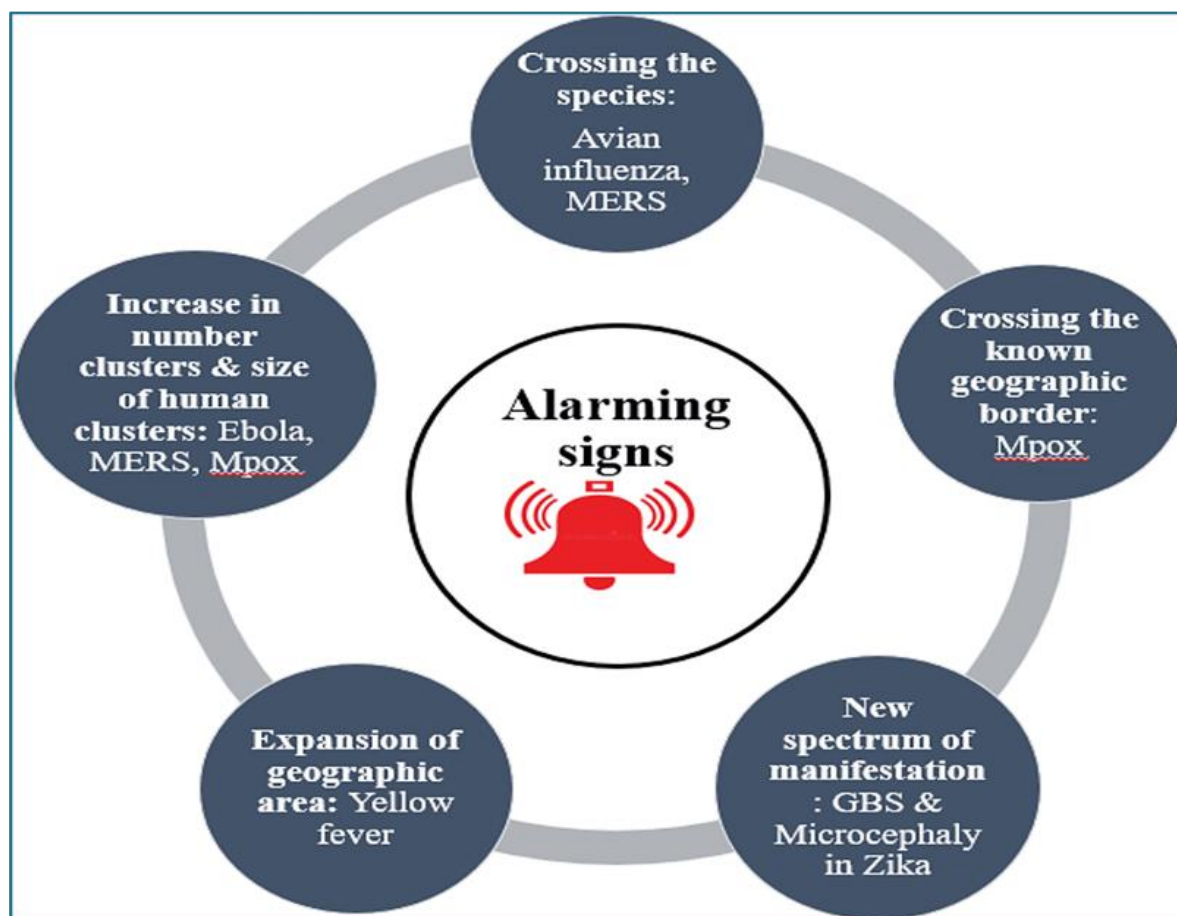 Crossing the
species:
Avian
influenza,
MERS
Crossing the
known
geographic
border:
Mpox
New
spectrum of
manifestation
: GBS &
Microcephaly
in Zika
Expansion of
geographic
area: Yellow
fever
Increase in
number
clusters & size
of human
clusters: Ebola,
MERS, Mpox
Alarming
signs